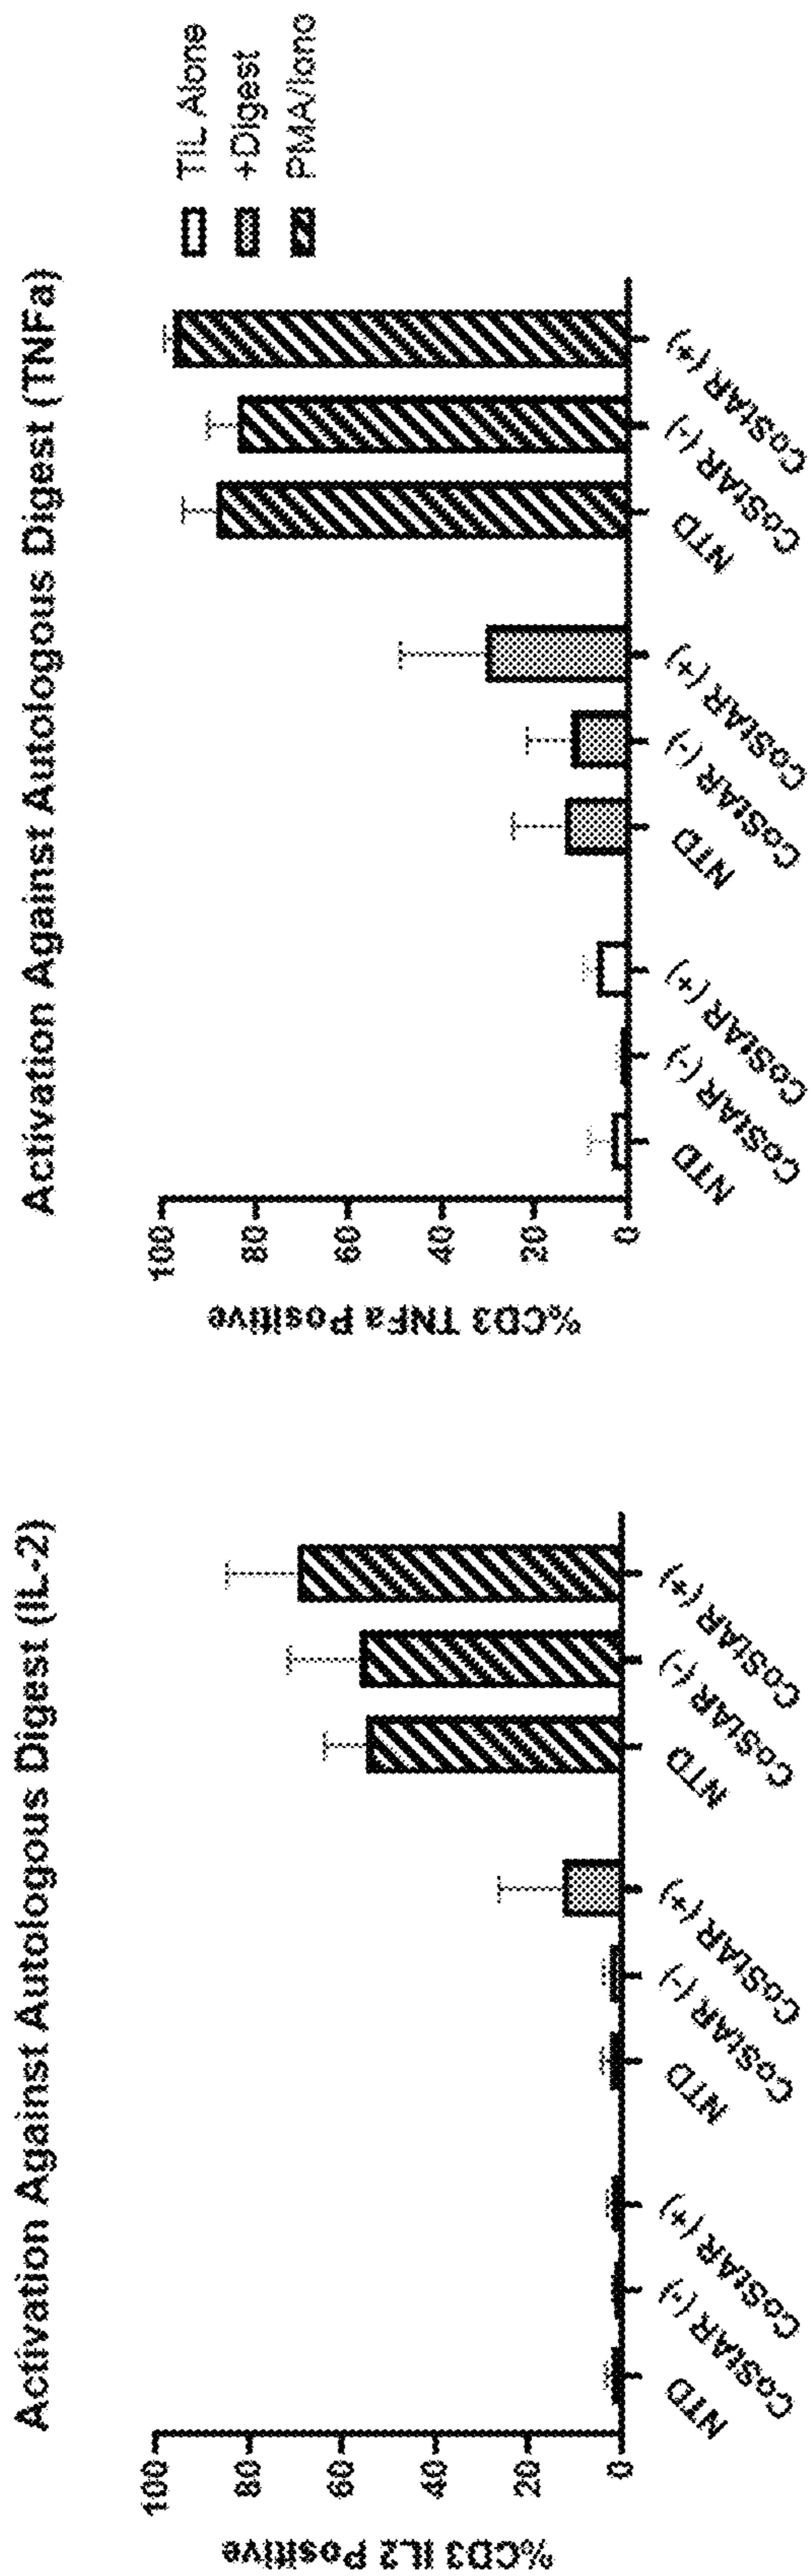 Activation Against Autologous Digest (IL-2)
%CD3 IL2 Positive
100
80
60
40
20
0
NTD
CoStAR (-)
CoStAR (+)
NTD
CoStAR (-)
CoStAR (+)
NTD
CoStAR (-)
CoStAR (+)
Activation Against Autologous Digest (TNFa)
%CD3 TNFa Positive
100
80
60
40
20
0
NTD
CoStAR (-)
CoStAR (+)
NTD
CoStAR (-)
CoStAR (+)
NTD
CoStAR (-)
CoStAR (+)
TIL Alone
+Digest
PMA/Iono